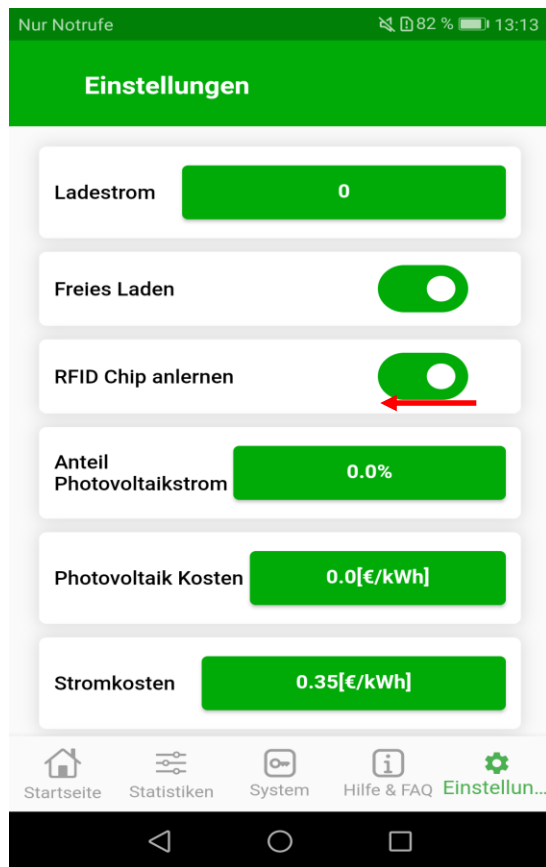 Nur Notrufe 82 % 13:13
Einstellungen
Ladestrom 0
Freies Laden
RFID Chip anlernen
Anteil
Photovoltaikstrom 0.0%
Photovoltaik Kosten 0.0[€/kWh]
Stromkosten 0.35[€/kWh]
Startseite Statistiken System Hilfe & FAQ Einstellun...